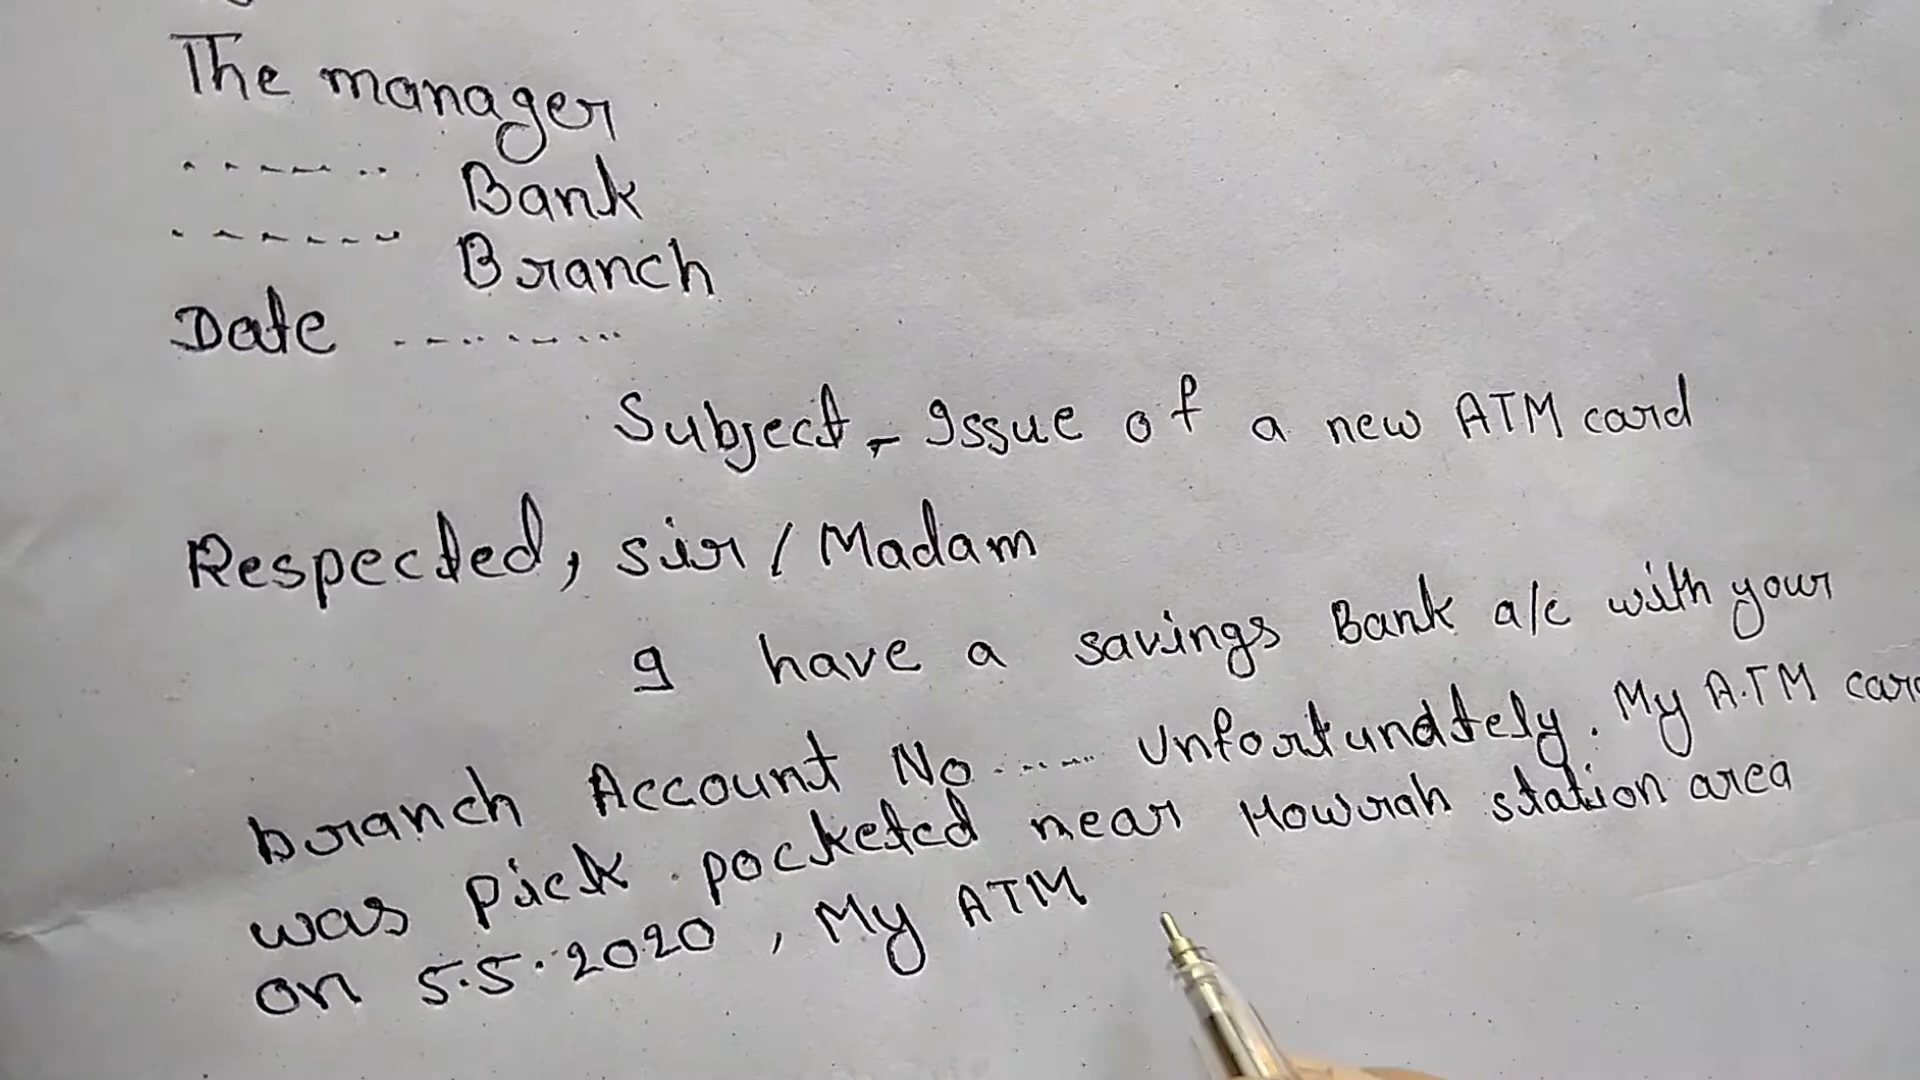 The manager
........ Bank
........ Branch
Date ..........
Subject - Issue of a new ATM card
Respected, sir / Madam
I have a savings Bank a/c with your
branch Account No ...... Unfortundtely. My A.TM card
was pick pocketed near Howrah station area
on 5.5.2020, My ATM